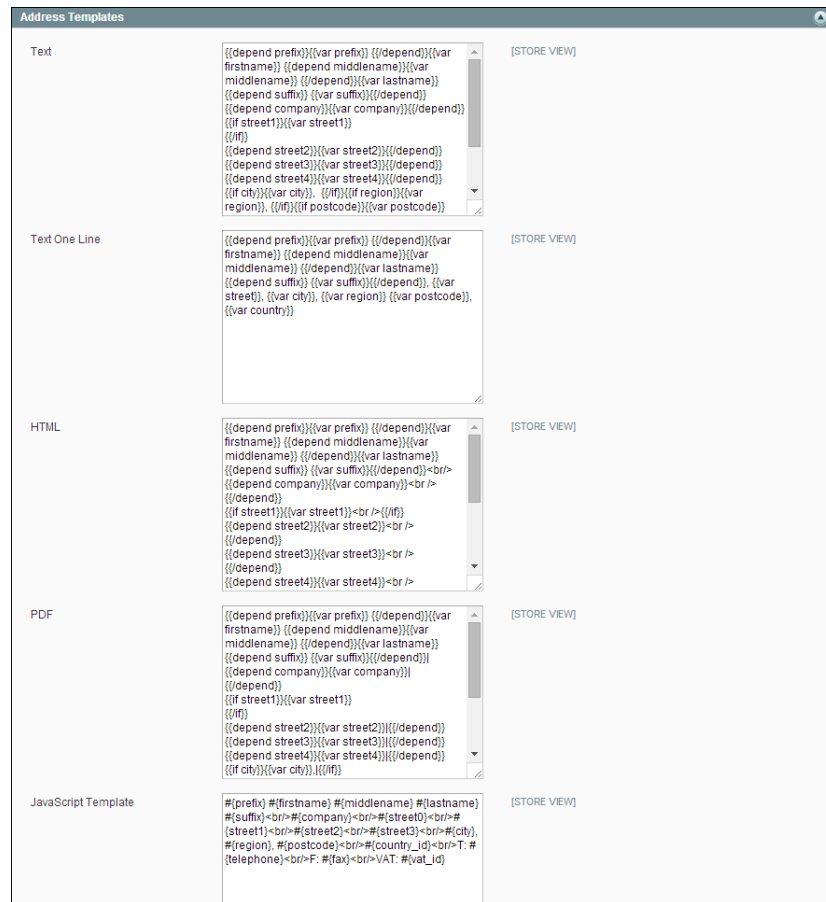 Address Templates
Text
[STORE VIEW]
{{depend prefix}}{{var prefix}} {{/depend}}{{var
firstname}} {{depend middlename}}{{var
middlename}} {{/depend}}{{var lastname}}
{{depend suffix}} {{var suffix}}{{/depend}}
{{depend company}}{{var company}}{{/depend}}
{{if street1}}{{var street1}}
{{/if}}
{{depend street2}}{{var street2}}{{/depend}}
{{depend street3}}{{var street3}}{{/depend}}
{{depend street4}}{{var street4}}{{/depend}}
{{if city}}{{var city}},  {{/if}}{{if region}}{{var
region}}, {{/if}}{{if postcode}}{{var postcode}}
Text One Line
[STORE VIEW]
{{depend prefix}}{{var prefix}} {{/depend}}{{var
firstname}} {{depend middlename}}{{var
middlename}} {{/depend}}{{var lastname}}
{{depend suffix}} {{var suffix}}{{/depend}}, {{var
street}}, {{var city}}, {{var region}} {{var postcode}},
{{var country}}
HTML
[STORE VIEW]
{{depend prefix}}{{var prefix}} {{/depend}}{{var
firstname}} {{depend middlename}}{{var
middlename}} {{/depend}}{{var lastname}}
{{depend suffix}} {{var suffix}}{{/depend}}<br/>
{{depend company}}{{var company}}<br />
{{/depend}}
{{if street1}}{{var street1}}<br />{{/if}}
{{depend street2}}{{var street2}}<br />
{{/depend}}
{{depend street3}}{{var street3}}<br />
{{/depend}}
{{depend street4}}{{var street4}}<br />
PDF
[STORE VIEW]
{{depend prefix}}{{var prefix}} {{/depend}}{{var
firstname}} {{depend middlename}}{{var
middlename}} {{/depend}}{{var lastname}}
{{depend suffix}} {{var suffix}}{{/depend}}|
{{depend company}}{{var company}}|
{{/depend}}
{{if street1}}{{var street1}}
{{/if}}
{{depend street2}}{{var street2}}|{{/depend}}
{{depend street3}}{{var street3}}|{{/depend}}
{{depend street4}}{{var street4}}|{{/depend}}
{{if city}}{{var city}},|{{/if}}
JavaScript Template
[STORE VIEW]
#{prefix} #{firstname} #{middlename} #{lastname}
#{suffix}<br/>#{company}<br/>#{street0}<br/>#
{street1}<br/>#{street2}<br/>#{street3}<br/>#{city},
#{region}, #{postcode}<br/>#{country_id}<br/>T: #
{telephone}<br/>F: #{fax}<br/>VAT: #{vat_id}